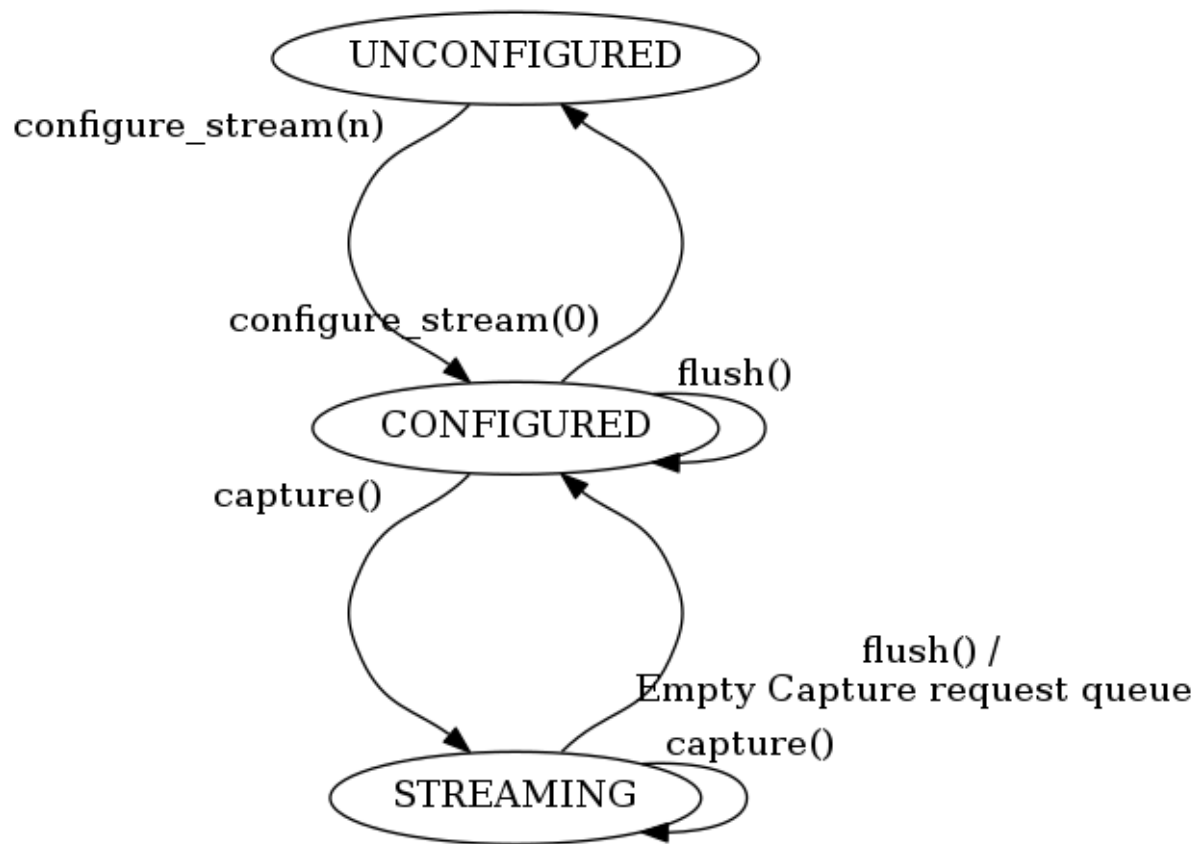 UNCONFIGURED
configure_stream(n)
configure_stream(0)
flush()
CONFIGURED
capture()
flush() /
Empty Capture request queue
capture()
STREAMING